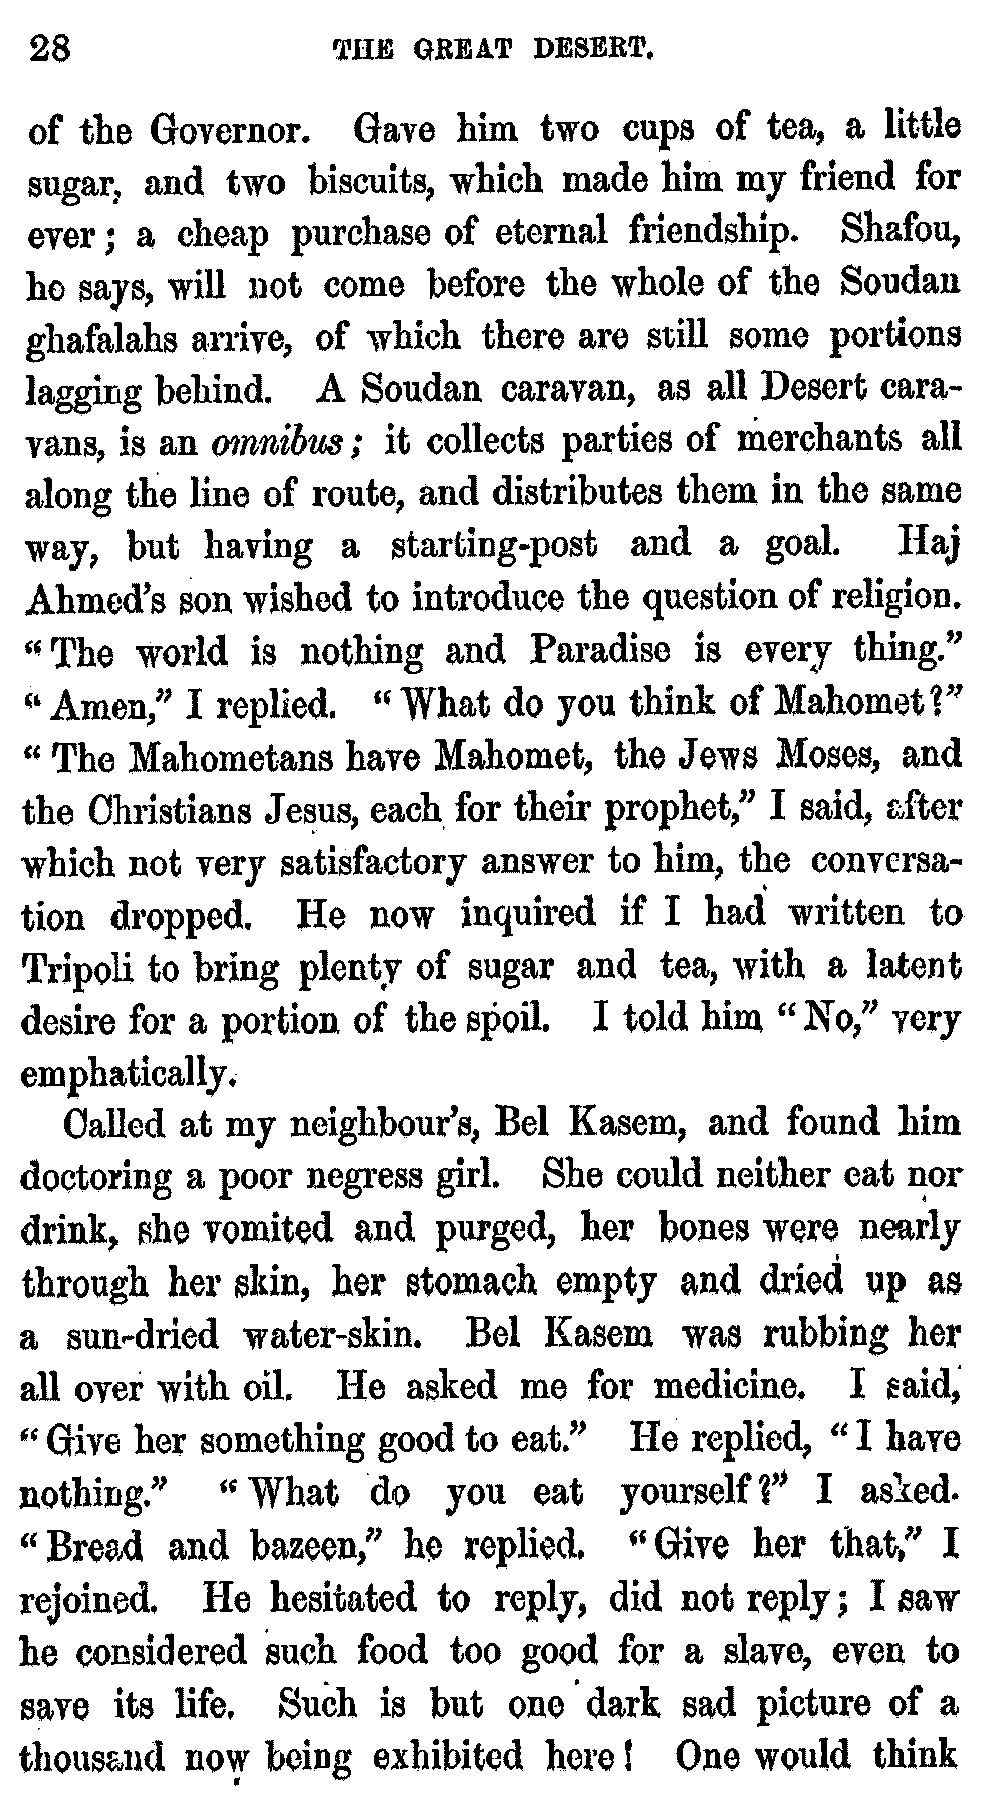 28 THE GREAT DESERT.
of the Governor. Gave him two cups of tea, a little
sugar, and two biscuits, which made him my friend for
ever; a cheap purchase of eternal friendship. Shafou,
he says, will not come before the whole of the Soudan
ghafalahs arrive, of which there are still some portions
lagging behind. A Soudan caravan, as all Desert cara-
vans, is an omnibus; it collects parties of merchants all
along the line of route, and distributes them in the same
way, but having a starting-post and a goal. Haj
Ahmed's son wished to introduce the question of religion.
"The world is nothing and Paradise is every thing."
"Amen," I replied. "What do you think of Mahomet?"
"The Mahometans have Mahomet, the Jews Moses, and
the Christians Jesus, each for their prophet," I said, after
which not very satisfactory answer to him, the conversa-
tion dropped. He now inquired if I had written to
Tripoli to bring plenty of sugar and tea, with a latent
desire for a portion of the spoil. I told him "No," very
emphatically.
Called at my neighbour's, Bel Kasem, and found him
doctoring a poor negress girl. She could neither eat nor
drink, she vomited and purged, her bones were nearly
through her skin, her stomach empty and dried up as
a sun-dried water-skin. Bel Kasem was rubbing her
all over with oil. He asked me for medicine. I said,
"Give her something good to eat." He replied, "I have
nothing." "What do you eat yourself?" I asked.
"Bread and bazeen," he replied. "Give her that," I
rejoined. He hesitated to reply, did not reply; I saw
he considered such food too good for a slave, even to
save its life. Such is but one dark sad picture of a
thousand now being exhibited here! One would think